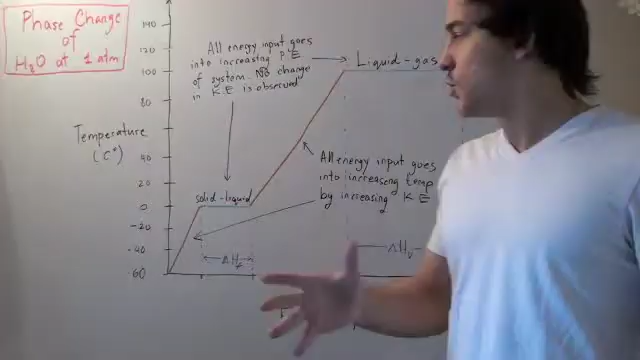 Phase Change
of
H₂O at 1 atm
140
120
100
80
40
20
0
-20
-40
-60
Temperature
(C°)
All energy input goes
into increasing P E
of system. No change
in K.E is observed
Liquid-gas
solid-liquid
All energy input goes
into increasing temp
by increasing K E
ΔHf
ΔHv